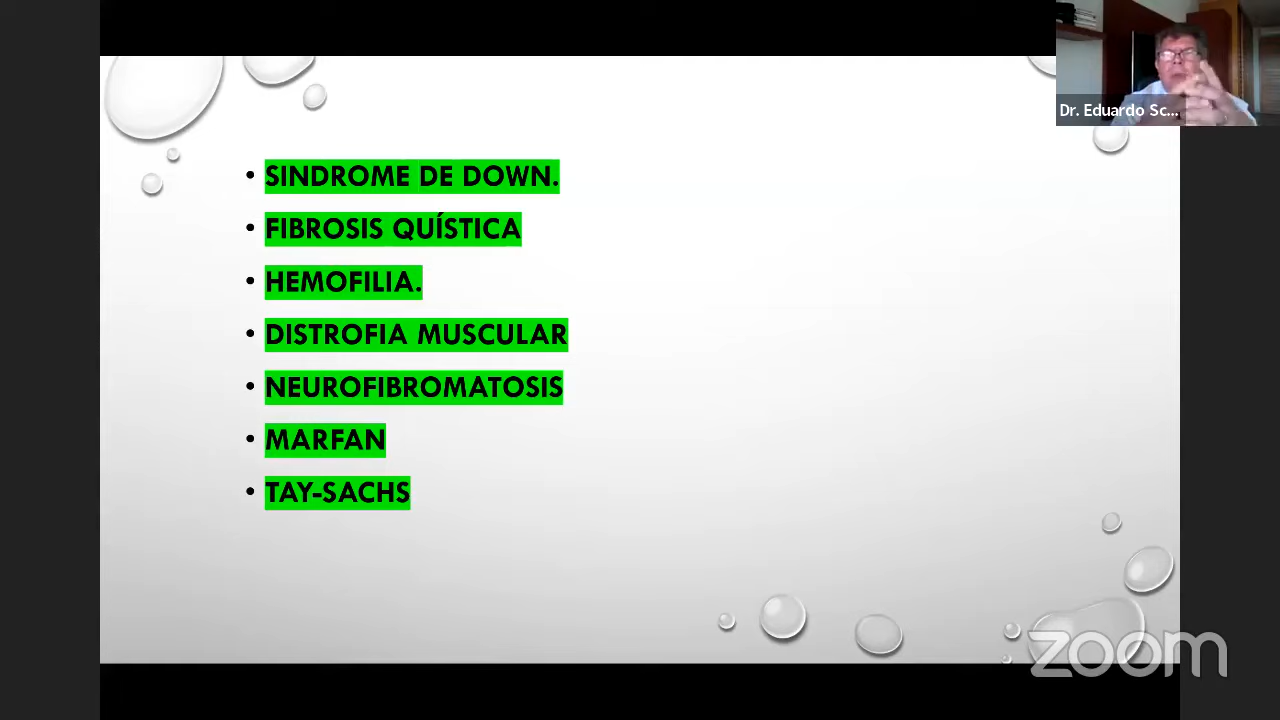 Dr. Eduardo Sc...
• SINDROME DE DOWN.
• FIBROSIS QUÍSTICA
• HEMOFILIA.
• DISTROFIA MUSCULAR
• NEUROFIBROMATOSIS
• MARFAN
• TAY-SACHS
zoom